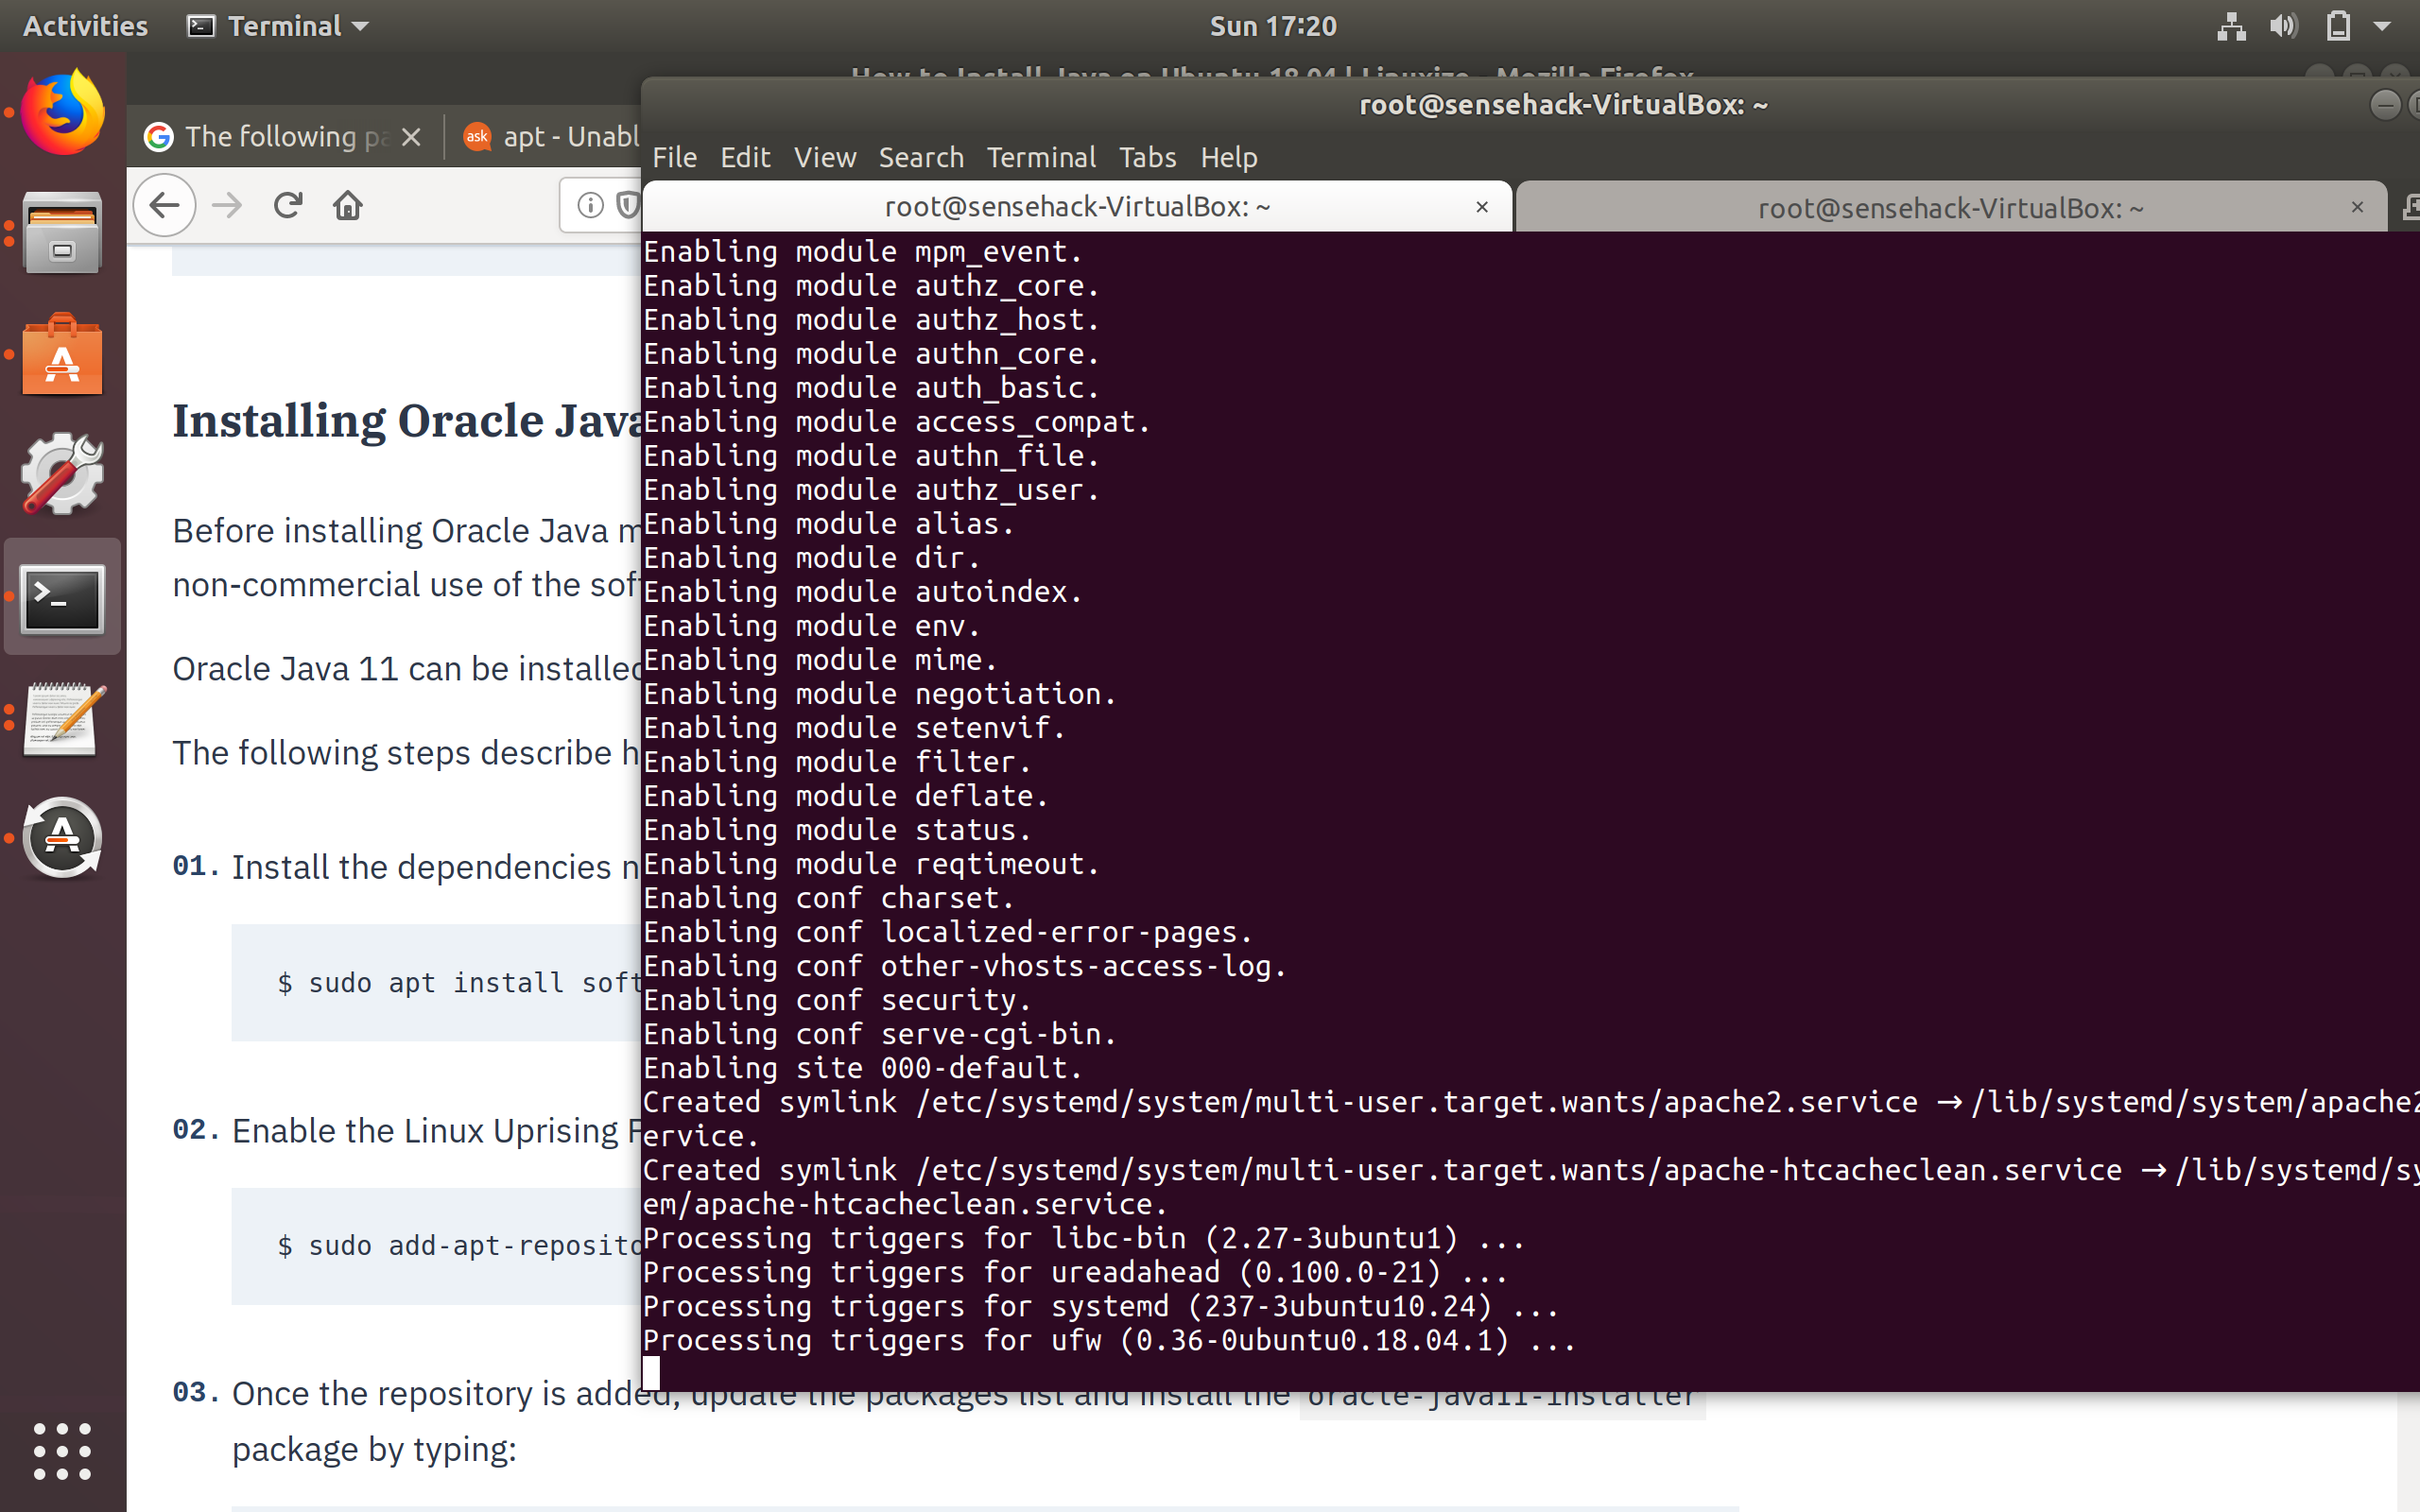 Activities Terminal Sun 17:20
How to Install Java on Ubuntu 18.04 | Linuxize - Mozilla Firefox
root@sensehack-VirtualBox: ~
The following pa
ask apt - Unabl
File Edit View Search Terminal Tabs Help
root@sensehack-VirtualBox: ~
root@sensehack-VirtualBox: ~
Installing Oracle Java
Before installing Oracle Java m
non-commercial use of the sof
Oracle Java 11 can be installed
The following steps describe h
01. Install the dependencies n
$ sudo apt install soft
02. Enable the Linux Uprising P
$ sudo add-apt-reposito
03. Once the repository is added, update the packages list and install the oracle-java11-installer
package by typing:
Enabling module mpm_event.
Enabling module authz_core.
Enabling module authz_host.
Enabling module authn_core.
Enabling module auth_basic.
Enabling module access_compat.
Enabling module authn_file.
Enabling module authz_user.
Enabling module alias.
Enabling module dir.
Enabling module autoindex.
Enabling module env.
Enabling module mime.
Enabling module negotiation.
Enabling module setenvif.
Enabling module filter.
Enabling module deflate.
Enabling module status.
Enabling module reqtimeout.
Enabling conf charset.
Enabling conf localized-error-pages.
Enabling conf other-vhosts-access-log.
Enabling conf security.
Enabling conf serve-cgi-bin.
Enabling site 000-default.
Created symlink /etc/systemd/system/multi-user.target.wants/apache2.service → /lib/systemd/system/apache2
ervice.
Created symlink /etc/systemd/system/multi-user.target.wants/apache-htcacheclean.service → /lib/systemd/sy
em/apache-htcacheclean.service.
Processing triggers for libc-bin (2.27-3ubuntu1) ...
Processing triggers for ureadahead (0.100.0-21) ...
Processing triggers for systemd (237-3ubuntu10.24) ...
Processing triggers for ufw (0.36-0ubuntu0.18.04.1) ...